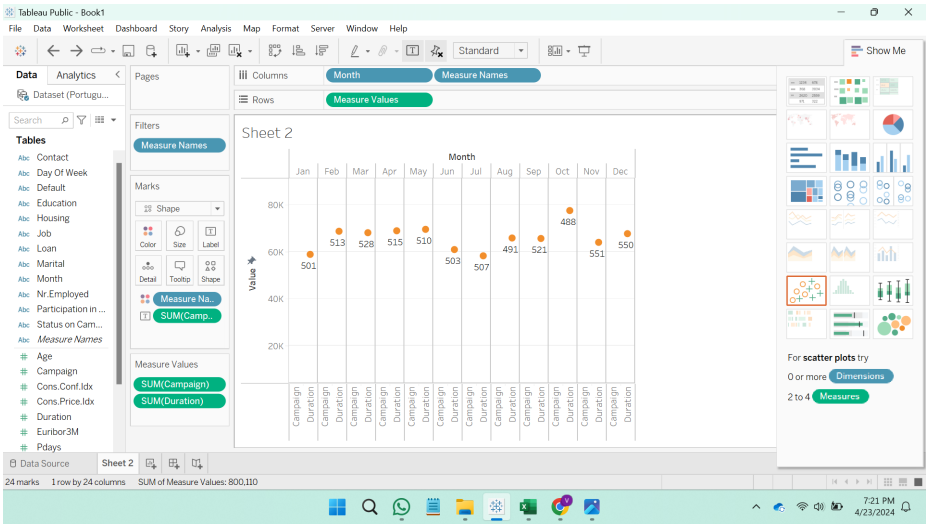 Tableau Public - Book1
File Data Worksheet Dashboard Story Analysis Map Format Server Window Help
Standard
Show Me
Data Analytics
Pages
Columns Month Measure Names
Dataset (Portugu...
Rows Measure Values
Search
Filters
Measure Names
Tables
Abc Contact
Abc Day Of Week
Abc Default
Abc Education
Abc Housing
Abc Job
Abc Loan
Abc Marital
Abc Month
Abc Nr.Employed
Abc Participation in ...
Abc Status on Cam...
Abc Measure Names
# Age
# Campaign
# Cons.Conf.Idx
# Cons.Price.Idx
# Duration
# Euribor3M
# Pdays
Marks
Shape
Color Size Label
Detail Tooltip Shape
Measure Na..
SUM(Camp..
Measure Values
SUM(Campaign)
SUM(Duration)
Sheet 2
Month
Jan Feb Mar Apr May Jun Jul Aug Sep Oct Nov Dec
80K
60K
40K
20K
Value
501 513 528 515 510 503 507 491 521 488 551 550
Campaign Duration Campaign Duration Campaign Duration Campaign Duration Campaign Duration Campaign Duration Campaign Duration Campaign Duration Campaign Duration Campaign Duration Campaign Duration Campaign Duration
For scatter plots try
0 or more Dimensions
2 to 4 Measures
Data Source Sheet 2
24 marks 1 row by 24 columns SUM of Measure Values: 800,110
7:21 PM
4/23/2024